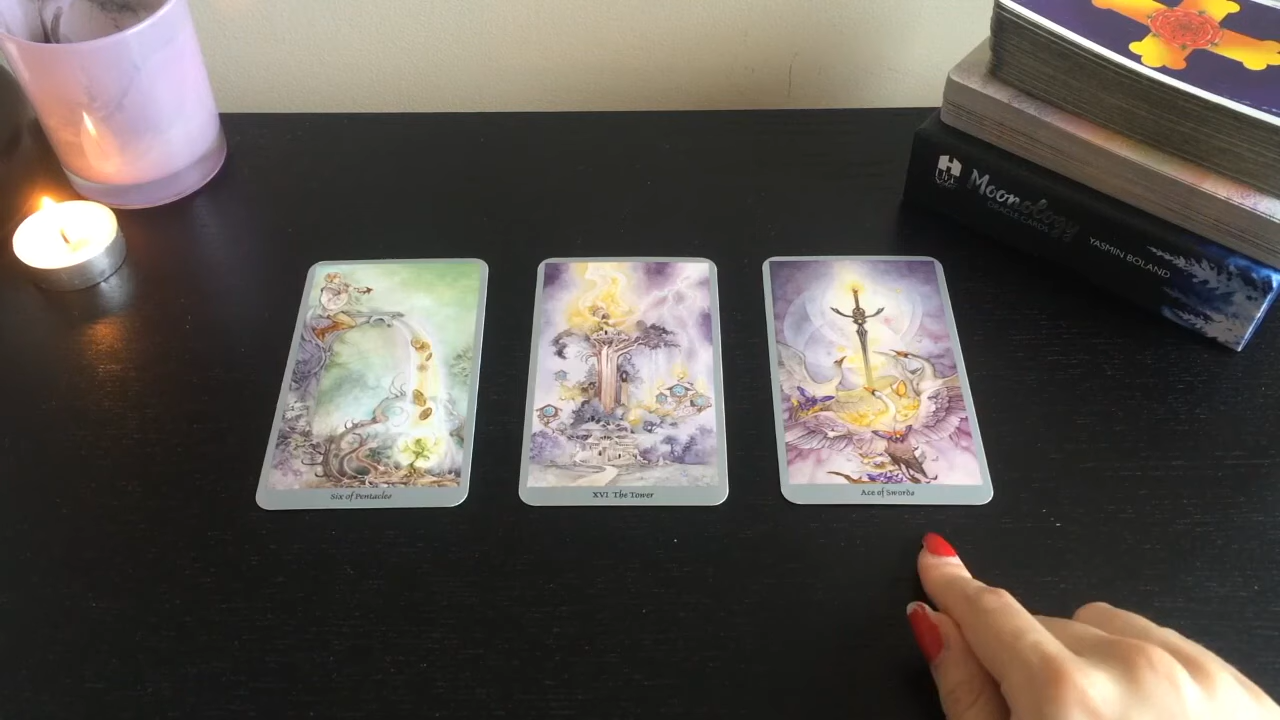 Moonology
ORACLE CARDS
YASMIN BOLAND
Six of Pentacles
XVI The Tower
Ace of Swords